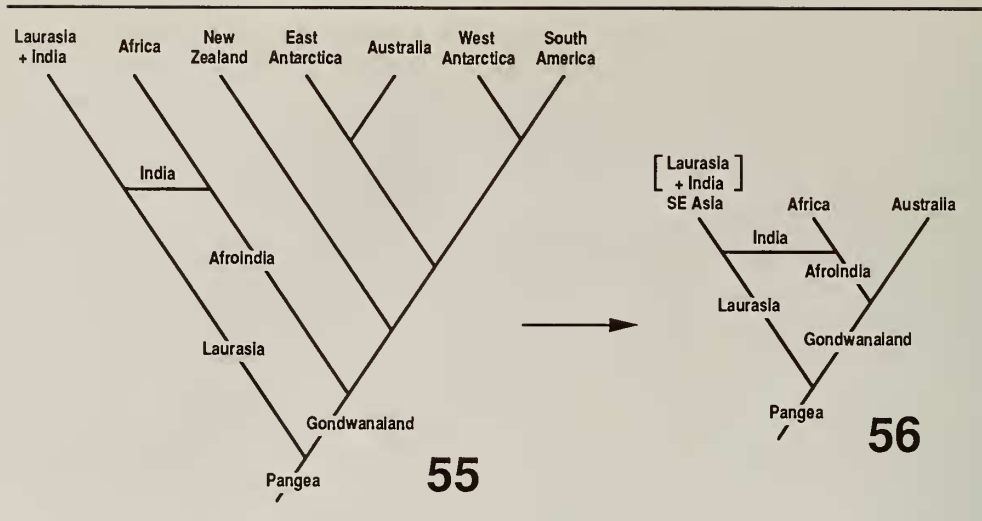 Laurasia
+ India
Africa
New
Zealand
East
Antarctica
Australia
West
Antarctica
South
America
India
Afroindia
Laurasia
Gondwanaland
Pangea
55
[Laurasia
+ India]
SE Asia
Africa
Australia
India
Afroindia
Laurasia
Gondwanaland
Pangea
56